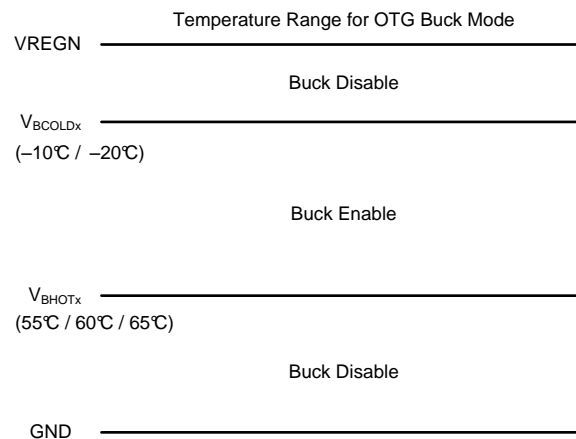 Temperature Range for OTG Buck Mode
VREGN
Buck Disable
VBCOLDx
(–10℃ / –20℃)
Buck Enable
VBHOTx
(55℃ / 60℃ / 65℃)
Buck Disable
GND